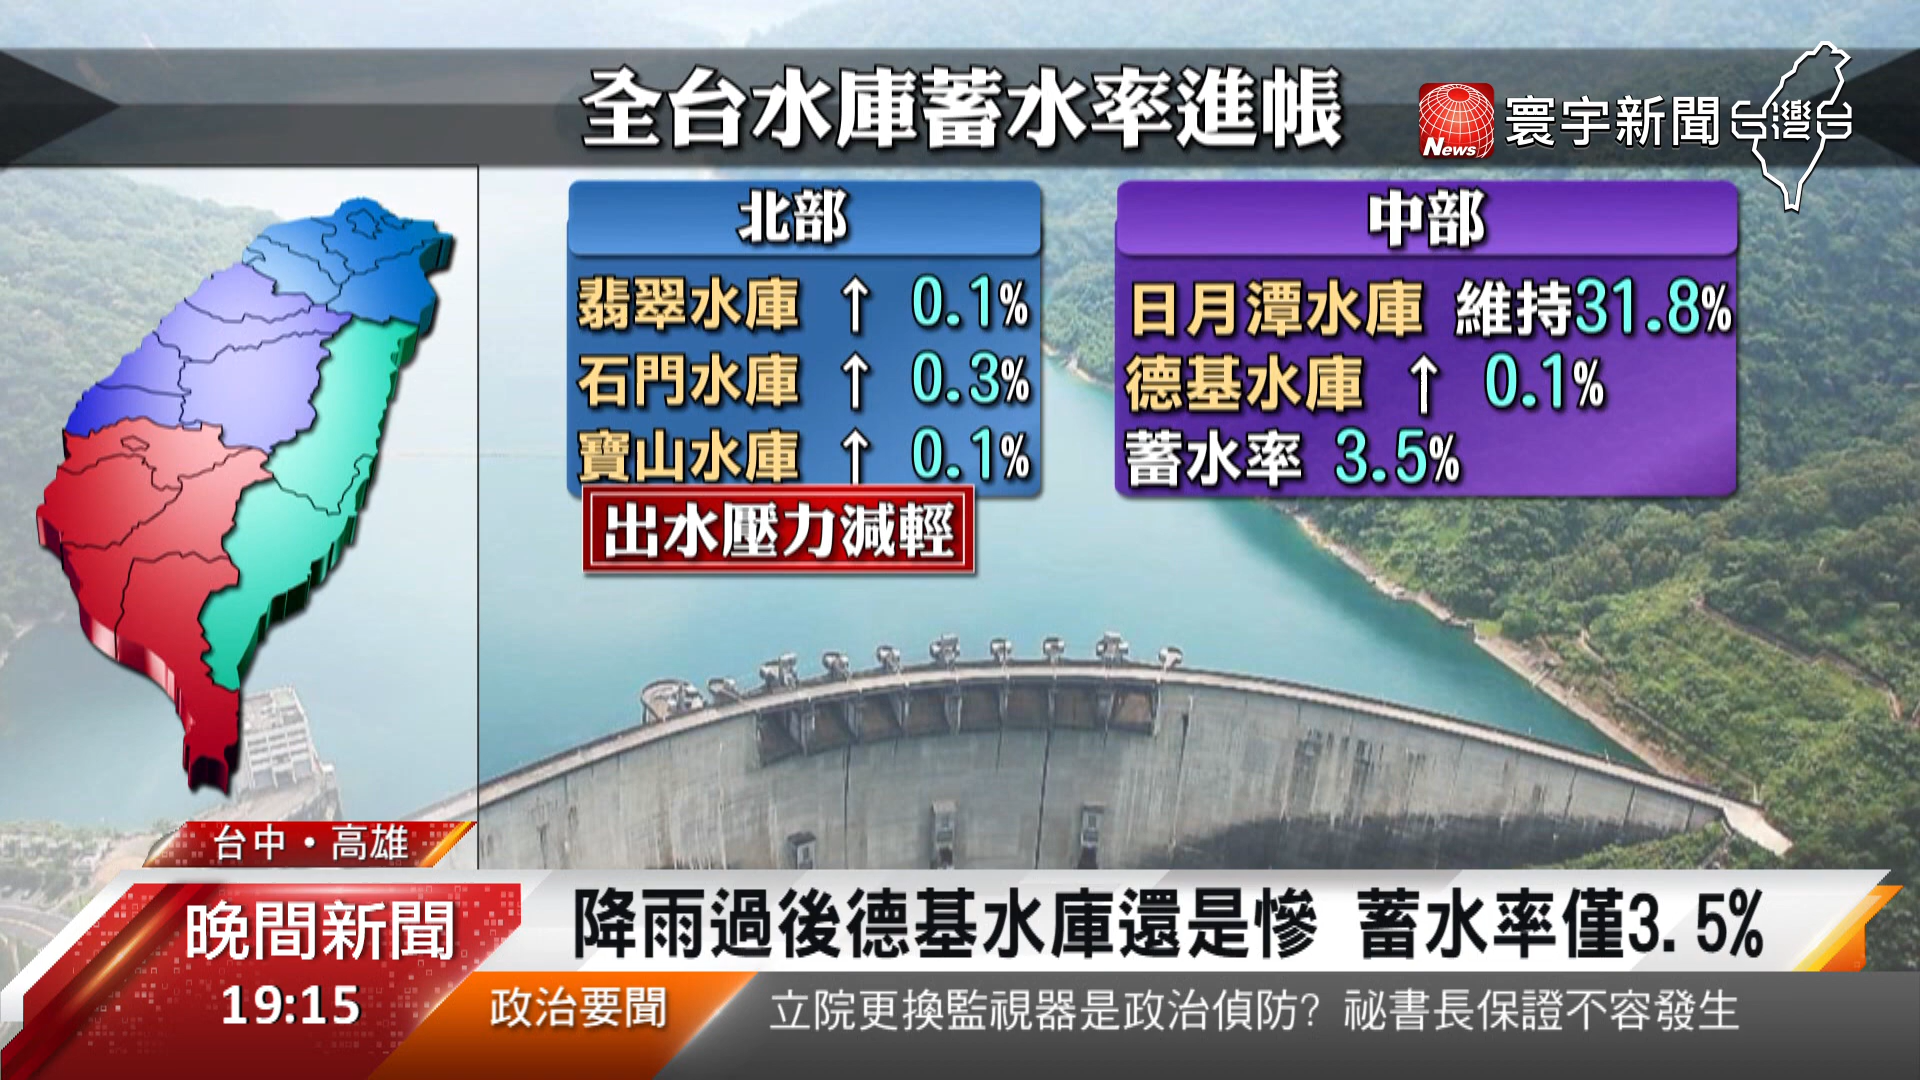 全台水庫蓄水率進帳
News 寰宇新聞 台灣台
北部
翡翠水庫 ↑ 0.1%
石門水庫 ↑ 0.3%
寶山水庫 ↑ 0.1%
出水壓力減輕
中部
日月潭水庫 維持31.8%
德基水庫 ↑ 0.1%
蓄水率 3.5%
台中·高雄
晚間新聞
19:15
降雨過後德基水庫還是慘 蓄水率僅3.5%
政治要聞
立院更換監視器是政治偵防? 祕書長保證不容發生